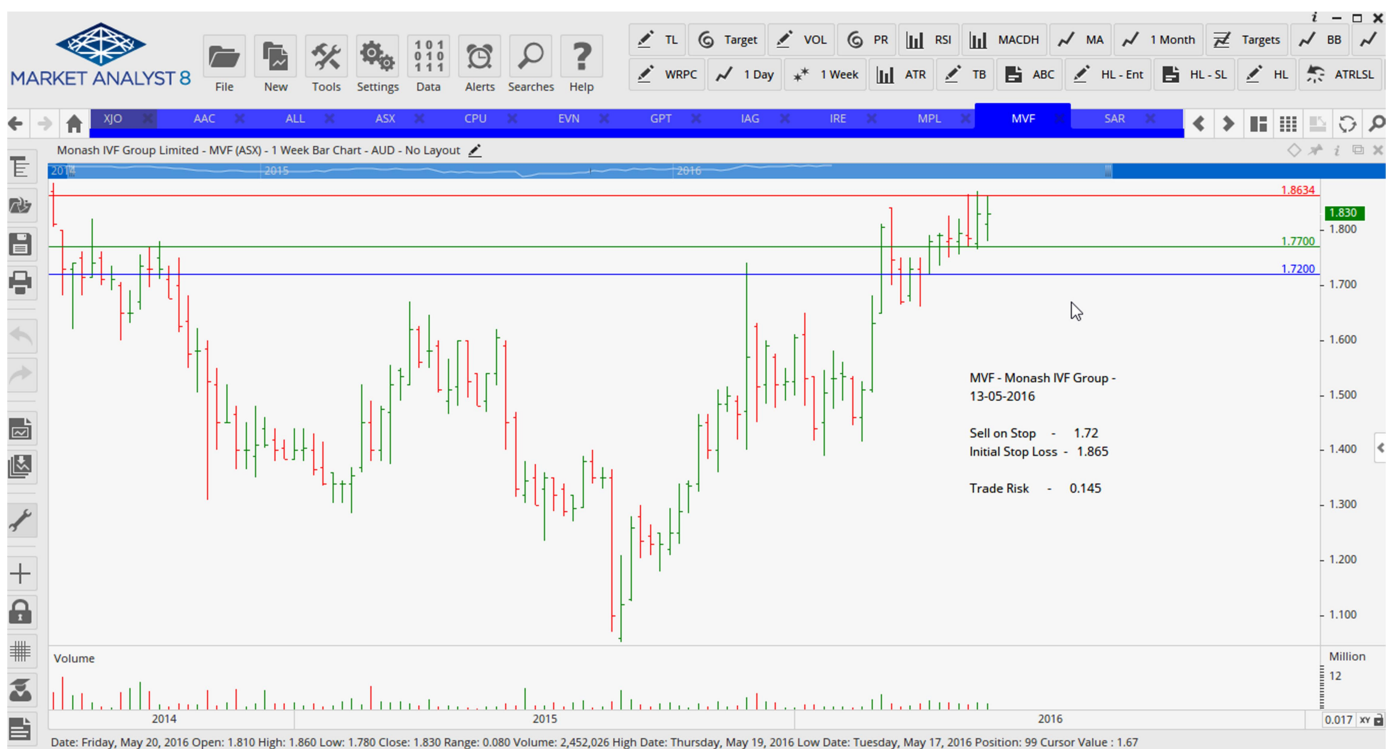 i
MARKET ANALYST 8
File New Tools Settings Data Alerts Searches Help
101
010
111
TL Target VOL PR RSI MACDH MA 1 Month Targets BB
WRPC 1 Day 1 Week ATR TB ABC HL - Ent HL - SL HL ATRLSL
XJO AAC ALL ASX CPU EVN GPT IAG IRE MPL MVF SAR
Monash IVF Group Limited - MVF (ASX) - 1 Week Bar Chart - AUD - No Layout
2014 2015 2016
1.8634
1.830
1.800
1.7700
1.7200
1.700
1.600
MVF - Monash IVF Group -
13-05-2016
1.500
Sell on Stop - 1.72
Initial Stop Loss - 1.865
1.400
Trade Risk - 0.145
1.300
1.200
1.100
Volume Million
12
2014 2015 2016 0.017 XY
Date: Friday, May 20, 2016 Open: 1.810 High: 1.860 Low: 1.780 Close: 1.830 Range: 0.080 Volume: 2,452,026 High Date: Thursday, May 19, 2016 Low Date: Tuesday, May 17, 2016 Position: 99 Cursor Value : 1.67